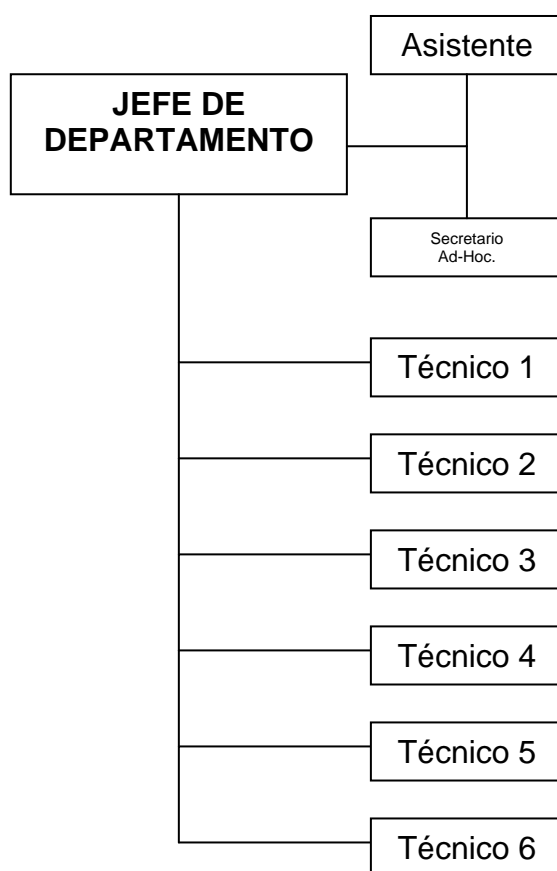 Asistente
JEFE DE
DEPARTAMENTO
Secretario
Ad-Hoc.
Técnico 1
Técnico 2
Técnico 3
Técnico 4
Técnico 5
Técnico 6